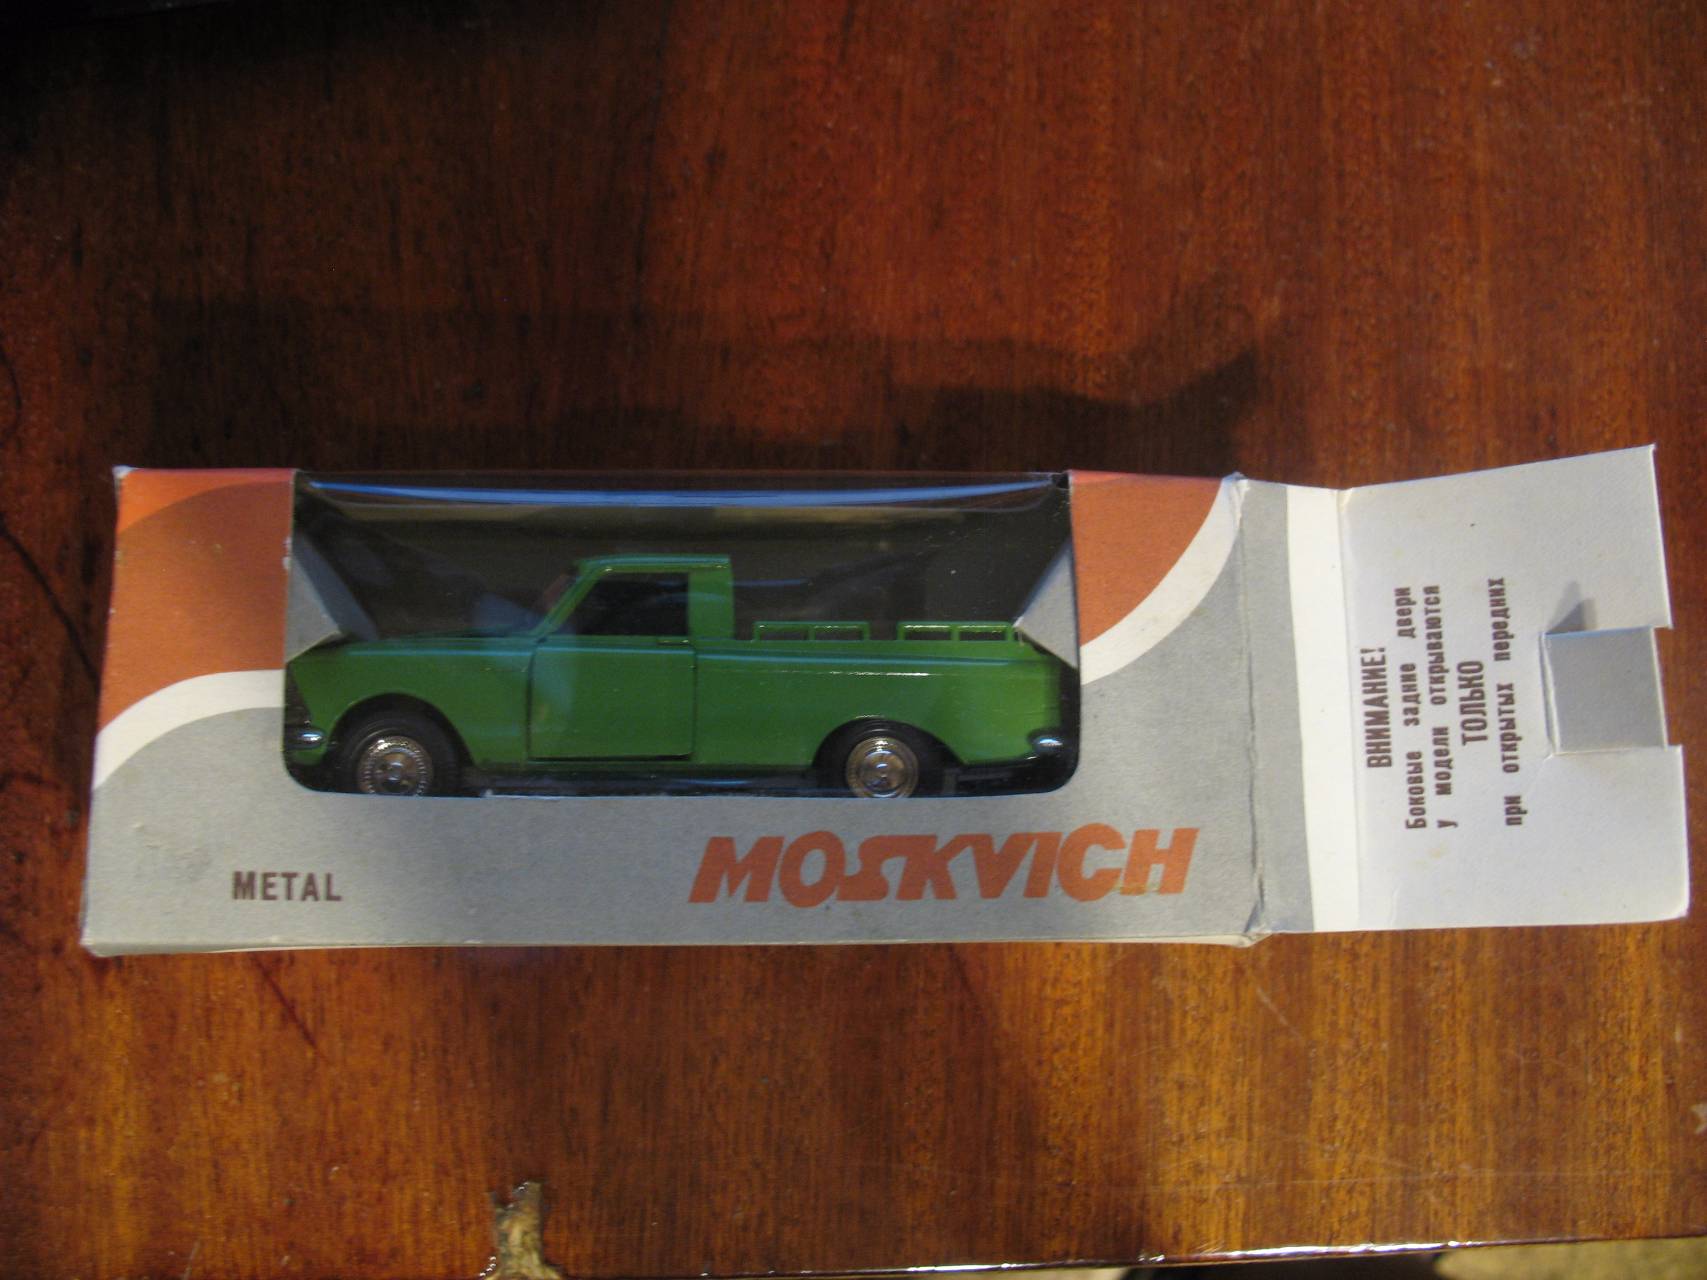 METAL
MOSKVICH
ВНИМАНИЕ!
Боковые задние двери
у модели открываются
ТОЛЬКО
при открытых передних